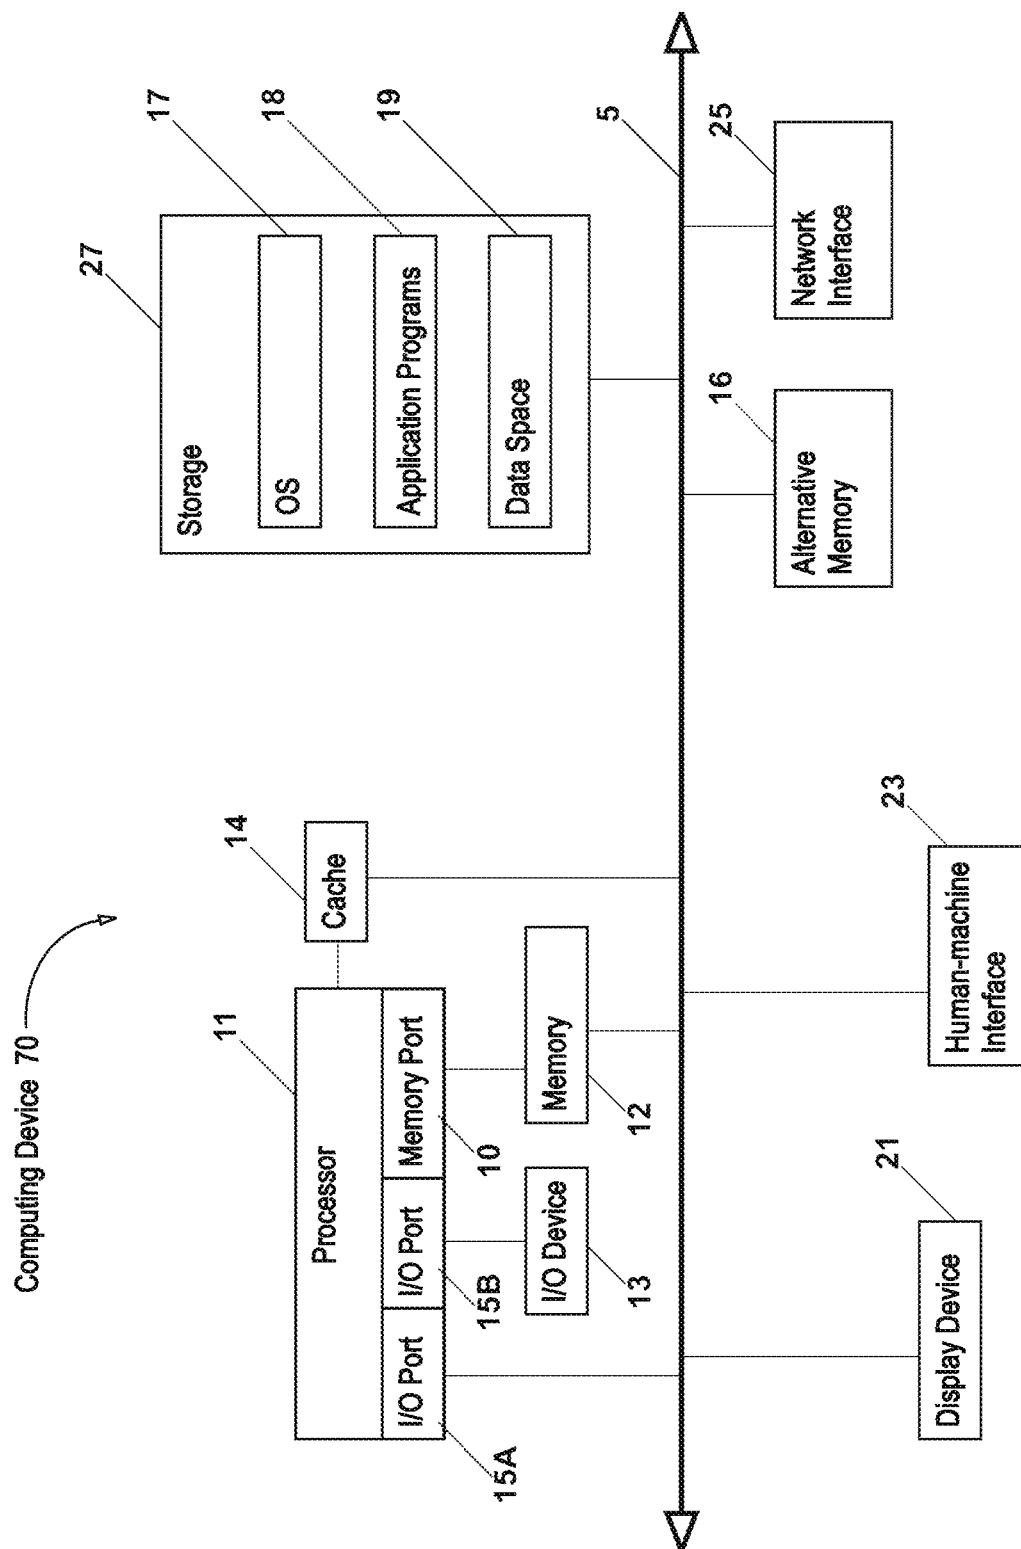 Computing Device 70
11
14
27
17
18
19
Processor
Cache
Storage
OS
Application Programs
Data Space
I/O Port
I/O Port
Memory Port
15A
15B
10
I/O Device
Memory
13
12
5
16
25
21
23
Display Device
Human-machine
Interface
Alternative
Memory
Network
Interface